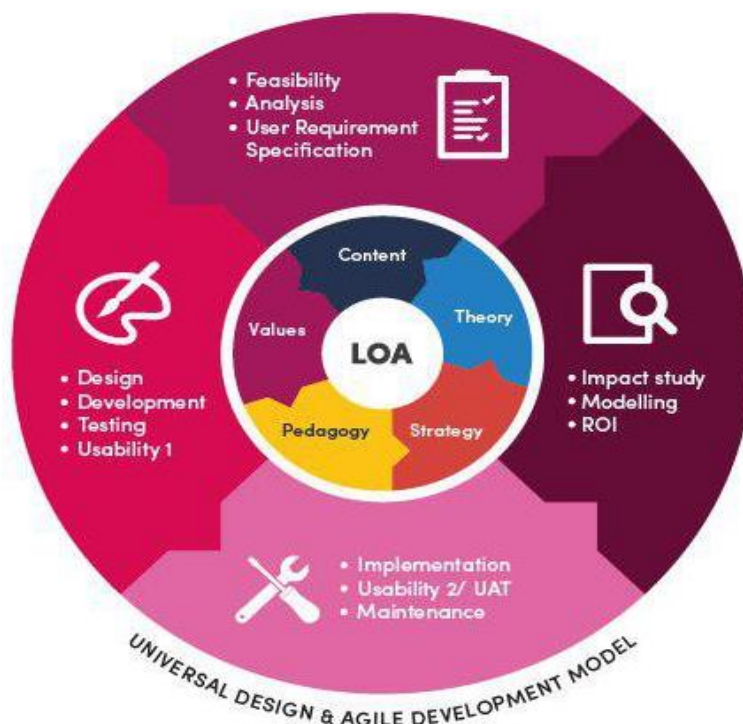 • Feasibility
• Analysis
• User Requirement
Specification
Content
Values
Theory
LOA
Pedagogy
Strategy
• Design
• Development
• Testing
• Usability 1
• Impact study
• Modelling
• ROI
• Implementation
• Usability 2/ UAT
• Maintenance
UNIVERSAL DESIGN & AGILE DEVELOPMENT MODEL